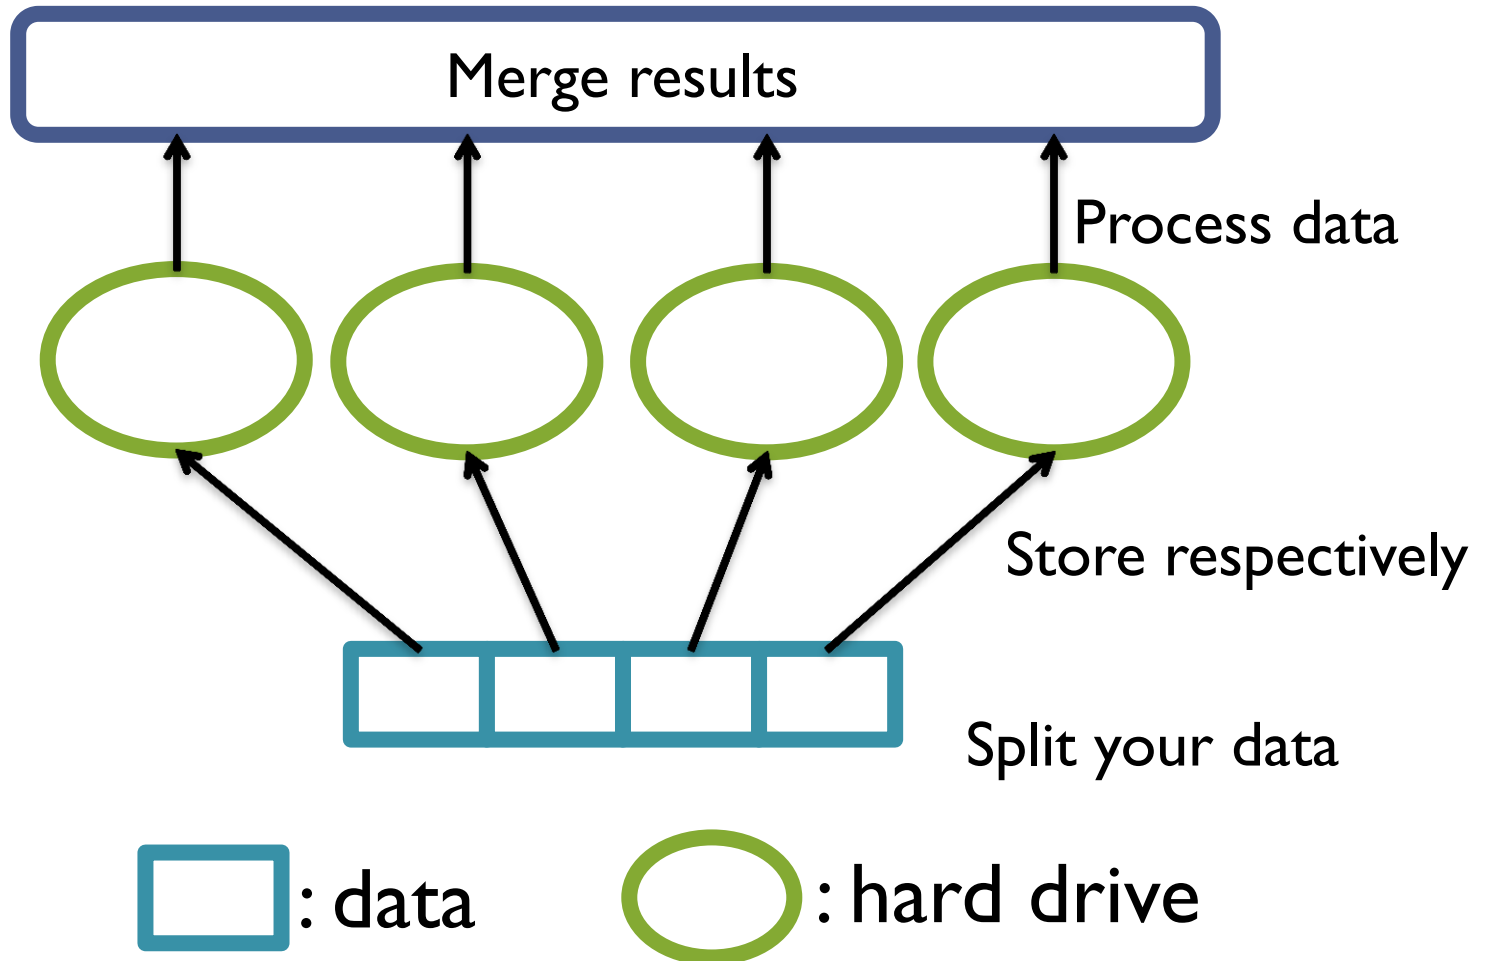 Merge results
Process data
Store respectively
Split your data
: data
: hard drive